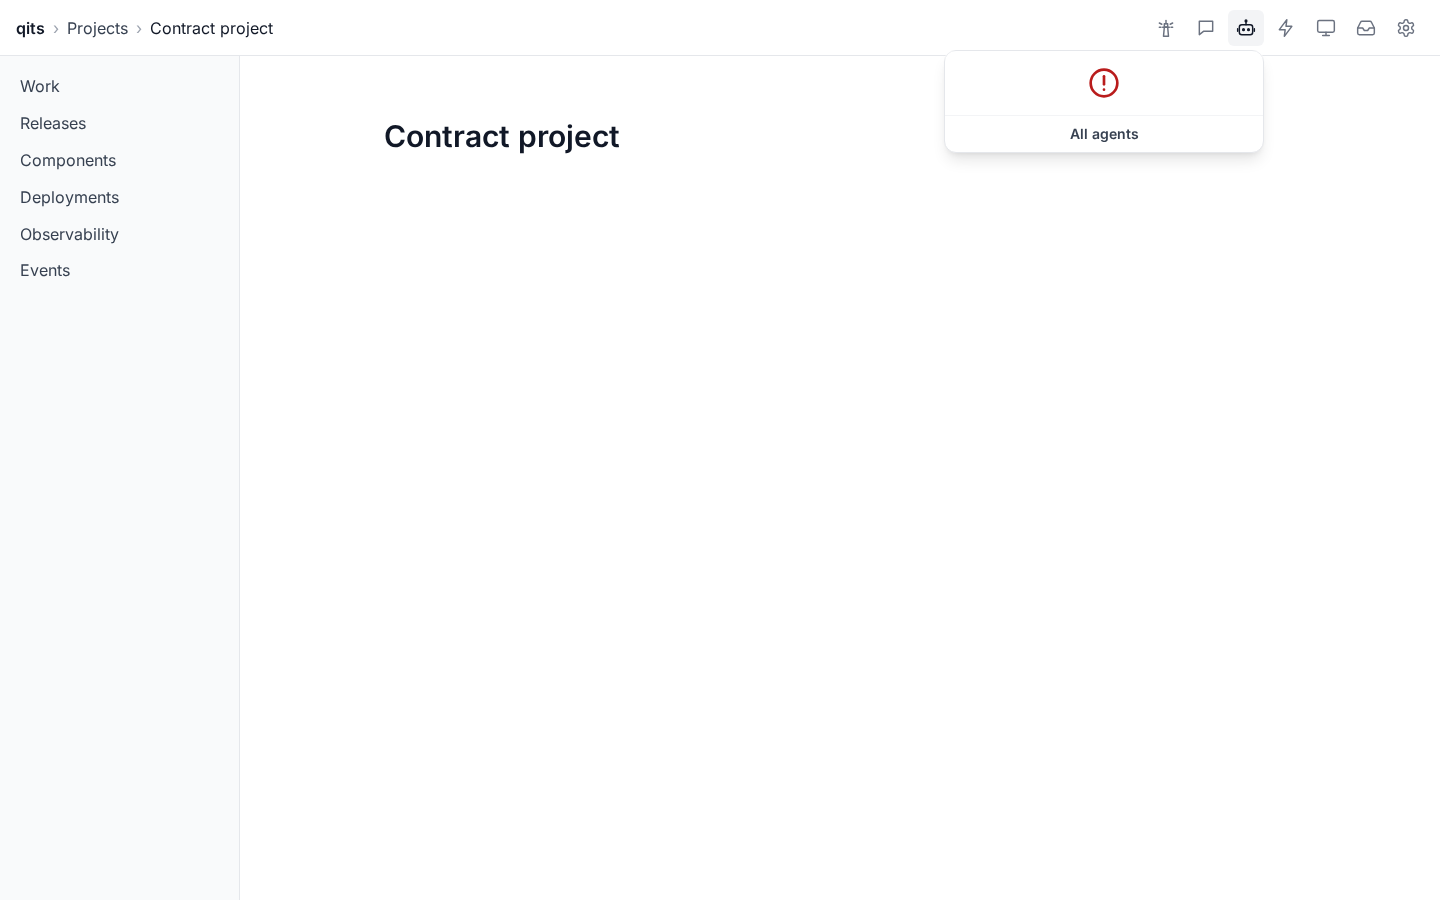 qits › Projects › Contract project
All agents
Work
Releases
Components
Deployments
Observability
Events
Contract project